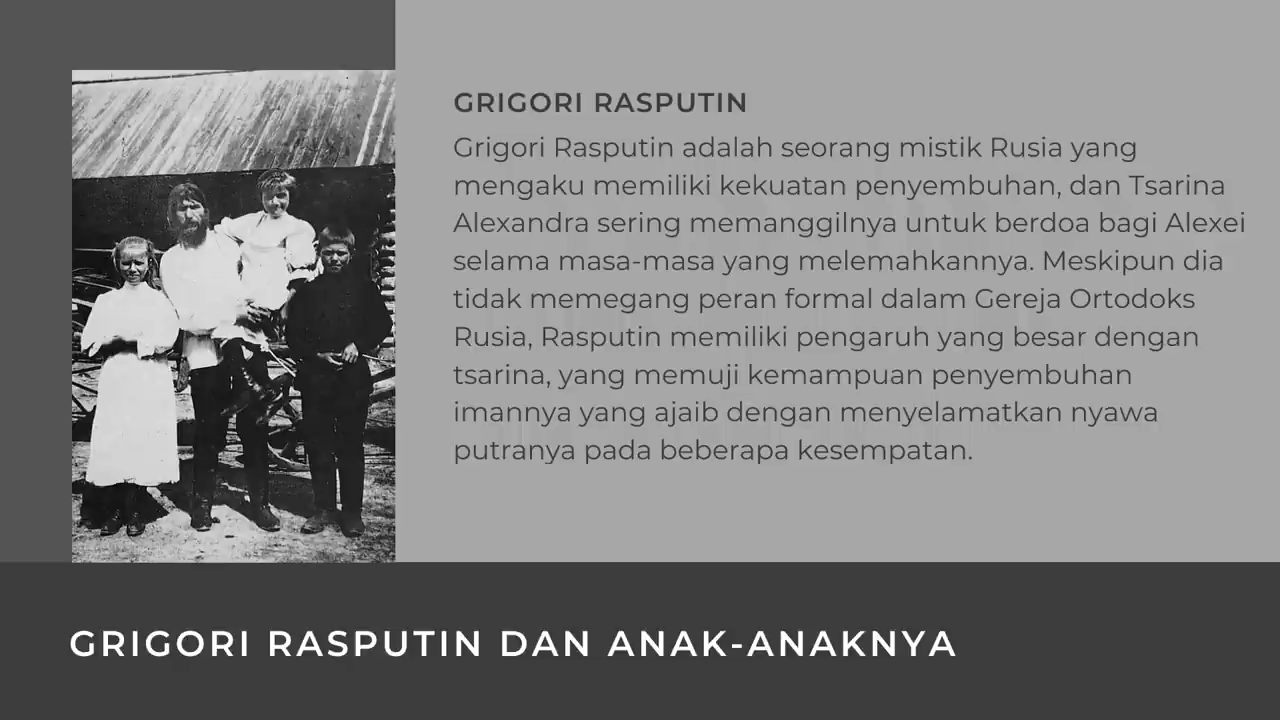 GRIGORI RASPUTIN
Grigori Rasputin adalah seorang mistik Rusia yang
mengaku memiliki kekuatan penyembuhan, dan Tsarina
Alexandra sering memanggilnya untuk berdoa bagi Alexei
selama masa-masa yang melemahkannya. Meskipun dia
tidak memegang peran formal dalam Gereja Ortodoks
Rusia, Rasputin memiliki pengaruh yang besar dengan
tsarina, yang memuji kemampuan penyembuhan
imannya yang ajaib dengan menyelamatkan nyawa
putranya pada beberapa kesempatan.
GRIGORI RASPUTIN DAN ANAK-ANAKNYA